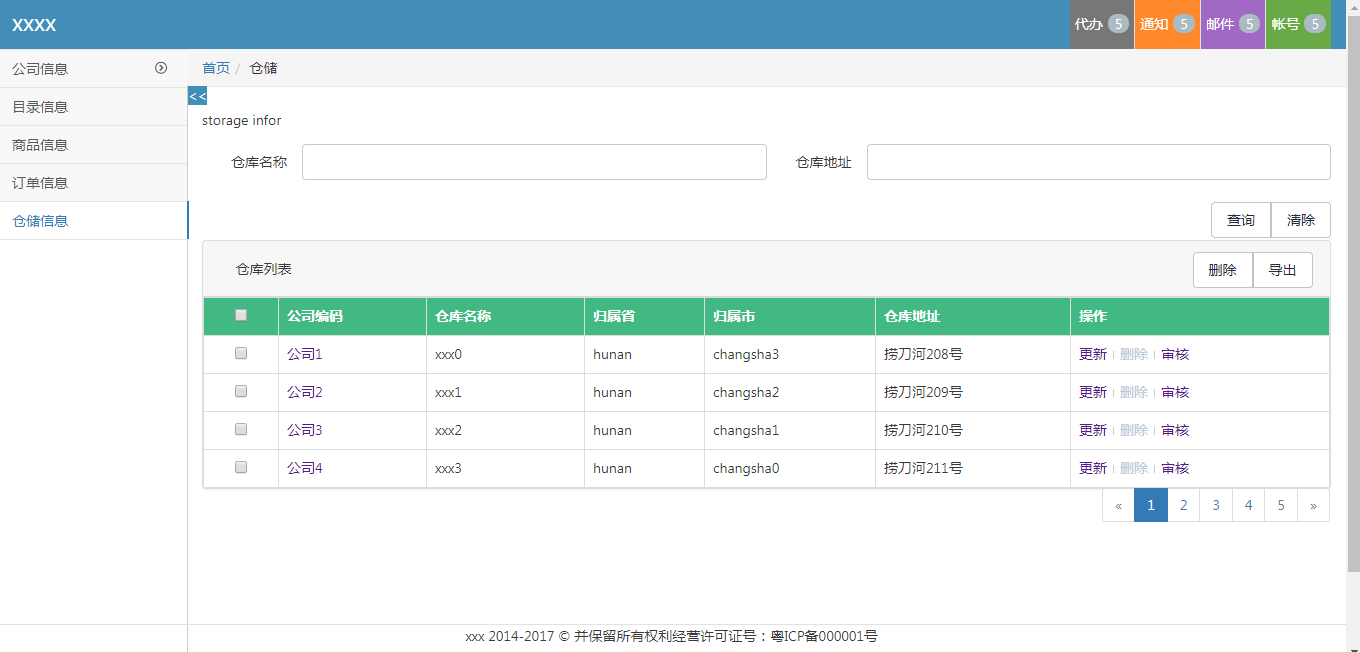 XXXX 代办 5 通知 5 邮件 5 帐号 5
公司信息
目录信息
商品信息
订单信息
仓储信息
首页 / 仓储
<<
storage infor
仓库名称 仓库地址
查询 清除
仓库列表 删除 导出
公司编码 仓库名称 归属省 归属市 仓库地址 操作
公司1 xxx0 hunan changsha3 捞刀河208号 更新 | 删除 | 审核
公司2 xxx1 hunan changsha2 捞刀河209号 更新 | 删除 | 审核
公司3 xxx2 hunan changsha1 捞刀河210号 更新 | 删除 | 审核
公司4 xxx3 hunan changsha0 捞刀河211号 更新 | 删除 | 审核
« 1 2 3 4 5 »
xxx 2014-2017 © 并保留所有权利经营许可证号：粤ICP备000001号